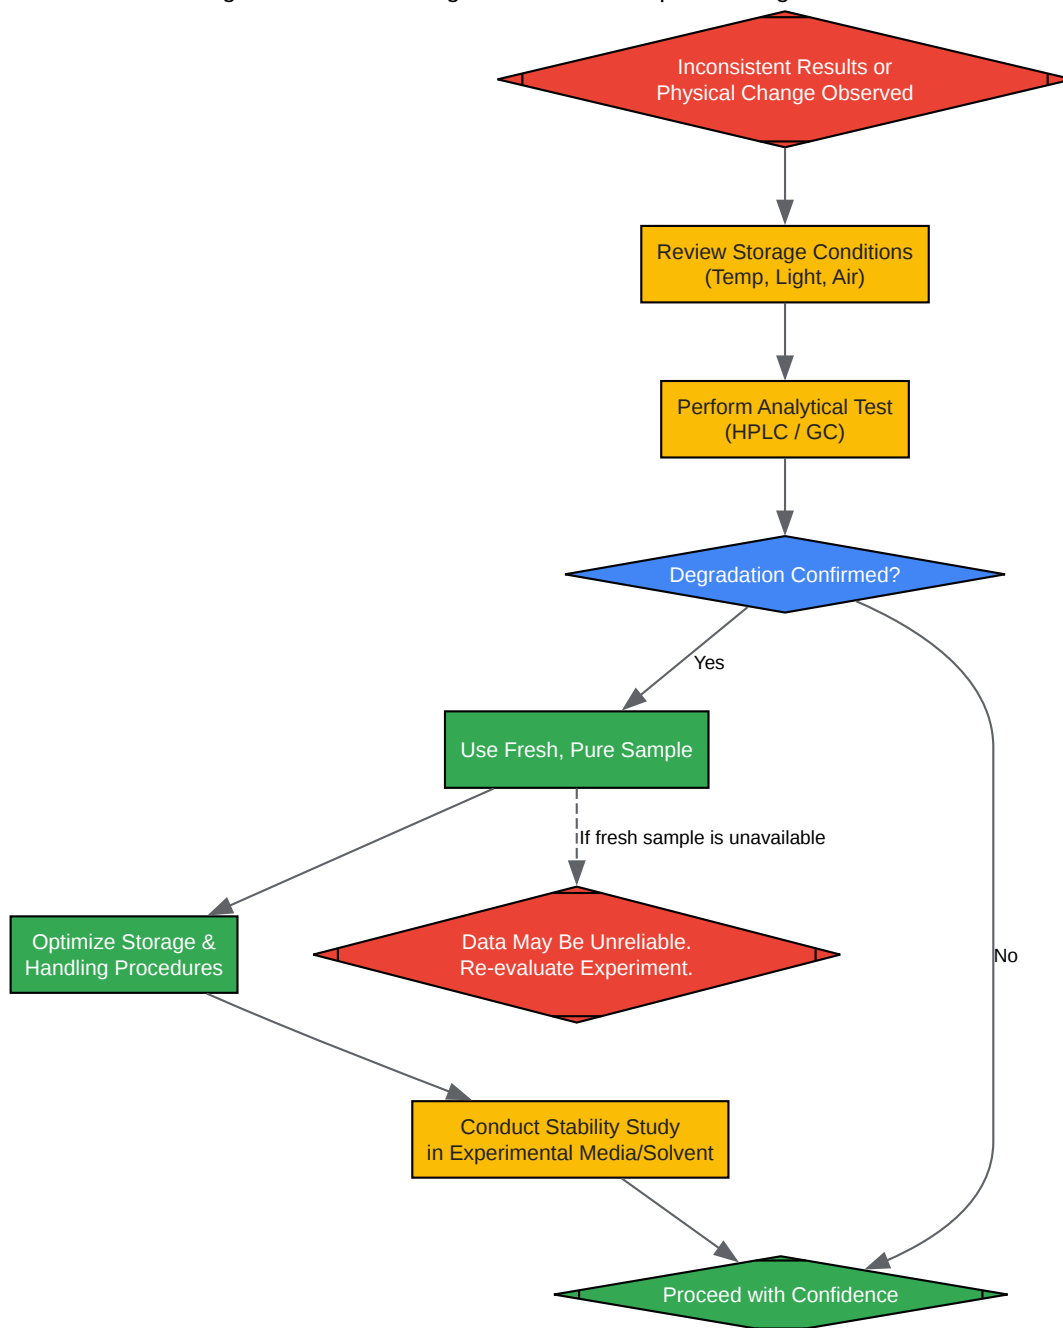 Inconsistent Results or
Physical Change Observed
Review Storage Conditions
(Temp, Light, Air)
Perform Analytical Test
(HPLC / GC)
Degradation Confirmed?
Yes
Use Fresh, Pure Sample
If fresh sample is unavailable
Optimize Storage &
Handling Procedures
Data May Be Unreliable.
Re-evaluate Experiment.
No
Conduct Stability Study
in Experimental Media/Solvent
Proceed with Confidence